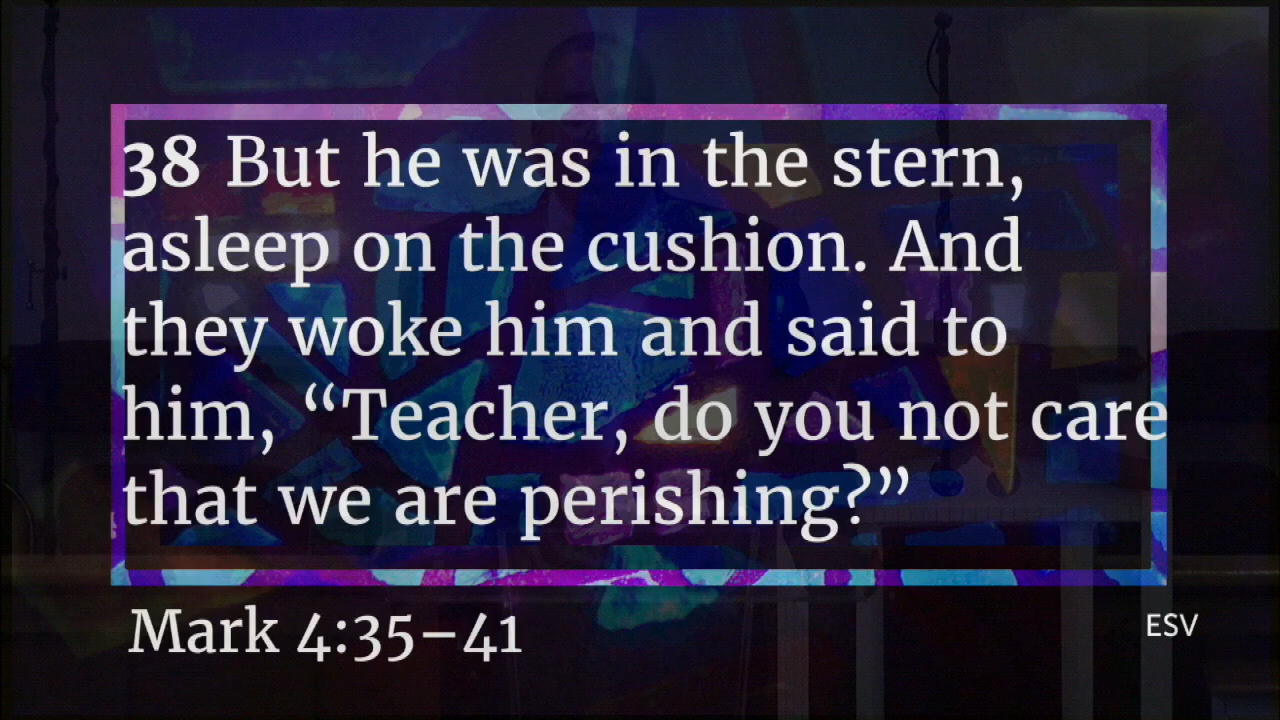 38 But he was in the stern,
asleep on the cushion. And
they woke him and said to
him, “Teacher, do you not care
that we are perishing?”
Mark 4:35–41
ESV